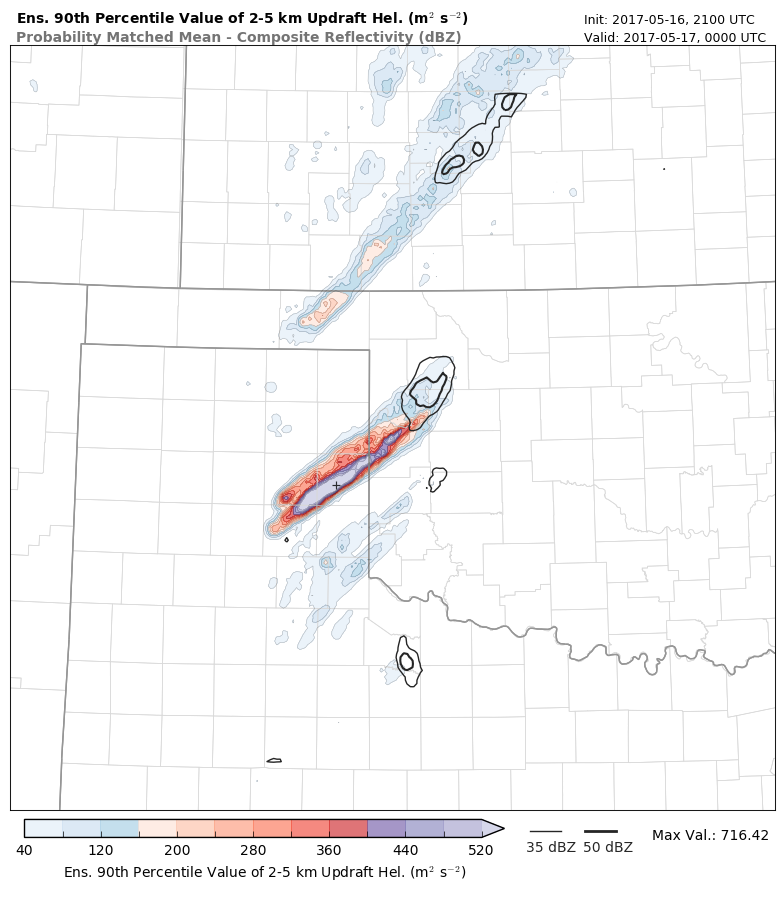 Ens. 90th Percentile Value of 2-5 km Updraft Hel. (m² s⁻²)
Probability Matched Mean - Composite Reflectivity (dBZ)
Init: 2017-05-16, 2100 UTC
Valid: 2017-05-17, 0000 UTC
40 120 200 280 360 440 520
35 dBZ 50 dBZ
Max Val.: 716.42
Ens. 90th Percentile Value of 2-5 km Updraft Hel. (m² s⁻²)